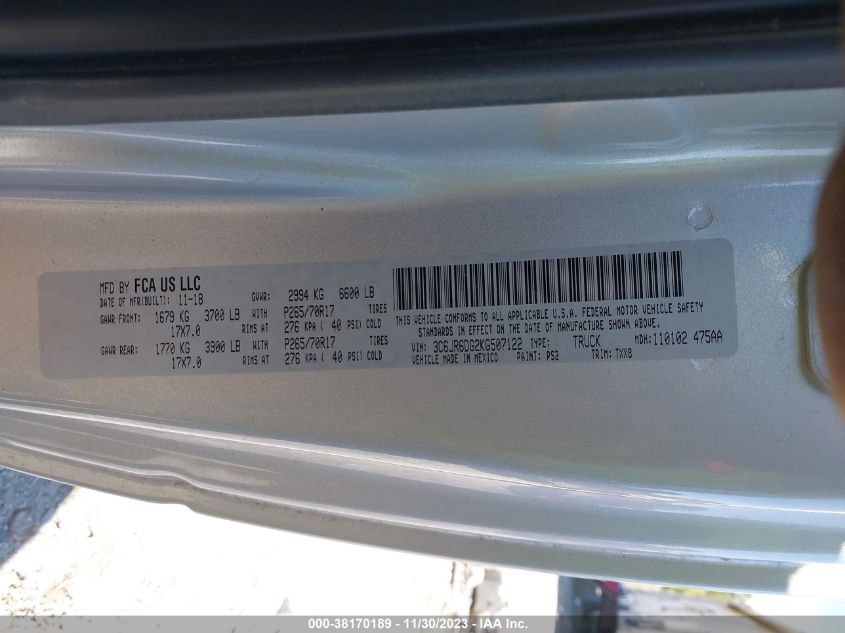 MFD BY FCA US LLC
DATE OF MFR(BUILT): 11-18 GVWR: 2994 KG 6600 LB
GAWR FRONT: 1679 KG 3700 LB WITH P265/70R17 TIRES
17X7.0 RIMS AT 276 KPA ( 40 PSI) COLD
GAWR REAR: 1770 KG 3900 LB WITH P265/70R17 TIRES
17X7.0 RIMS AT 276 KPA ( 40 PSI) COLD
THIS VEHICLE CONFORMS TO ALL APPLICABLE U.S.A. FEDERAL MOTOR VEHICLE SAFETY
STANDARDS IN EFFECT ON THE DATE OF MANUFACTURE SHOWN ABOVE.
VIN: 3C6JR6DG2KG507122 TYPE: TRUCK MDH: 110102 475AA
VEHICLE MADE IN MEXICO PAINT: PS2 TRIM: TXX8
000-38170189 - 11/30/2023 - IAA Inc.